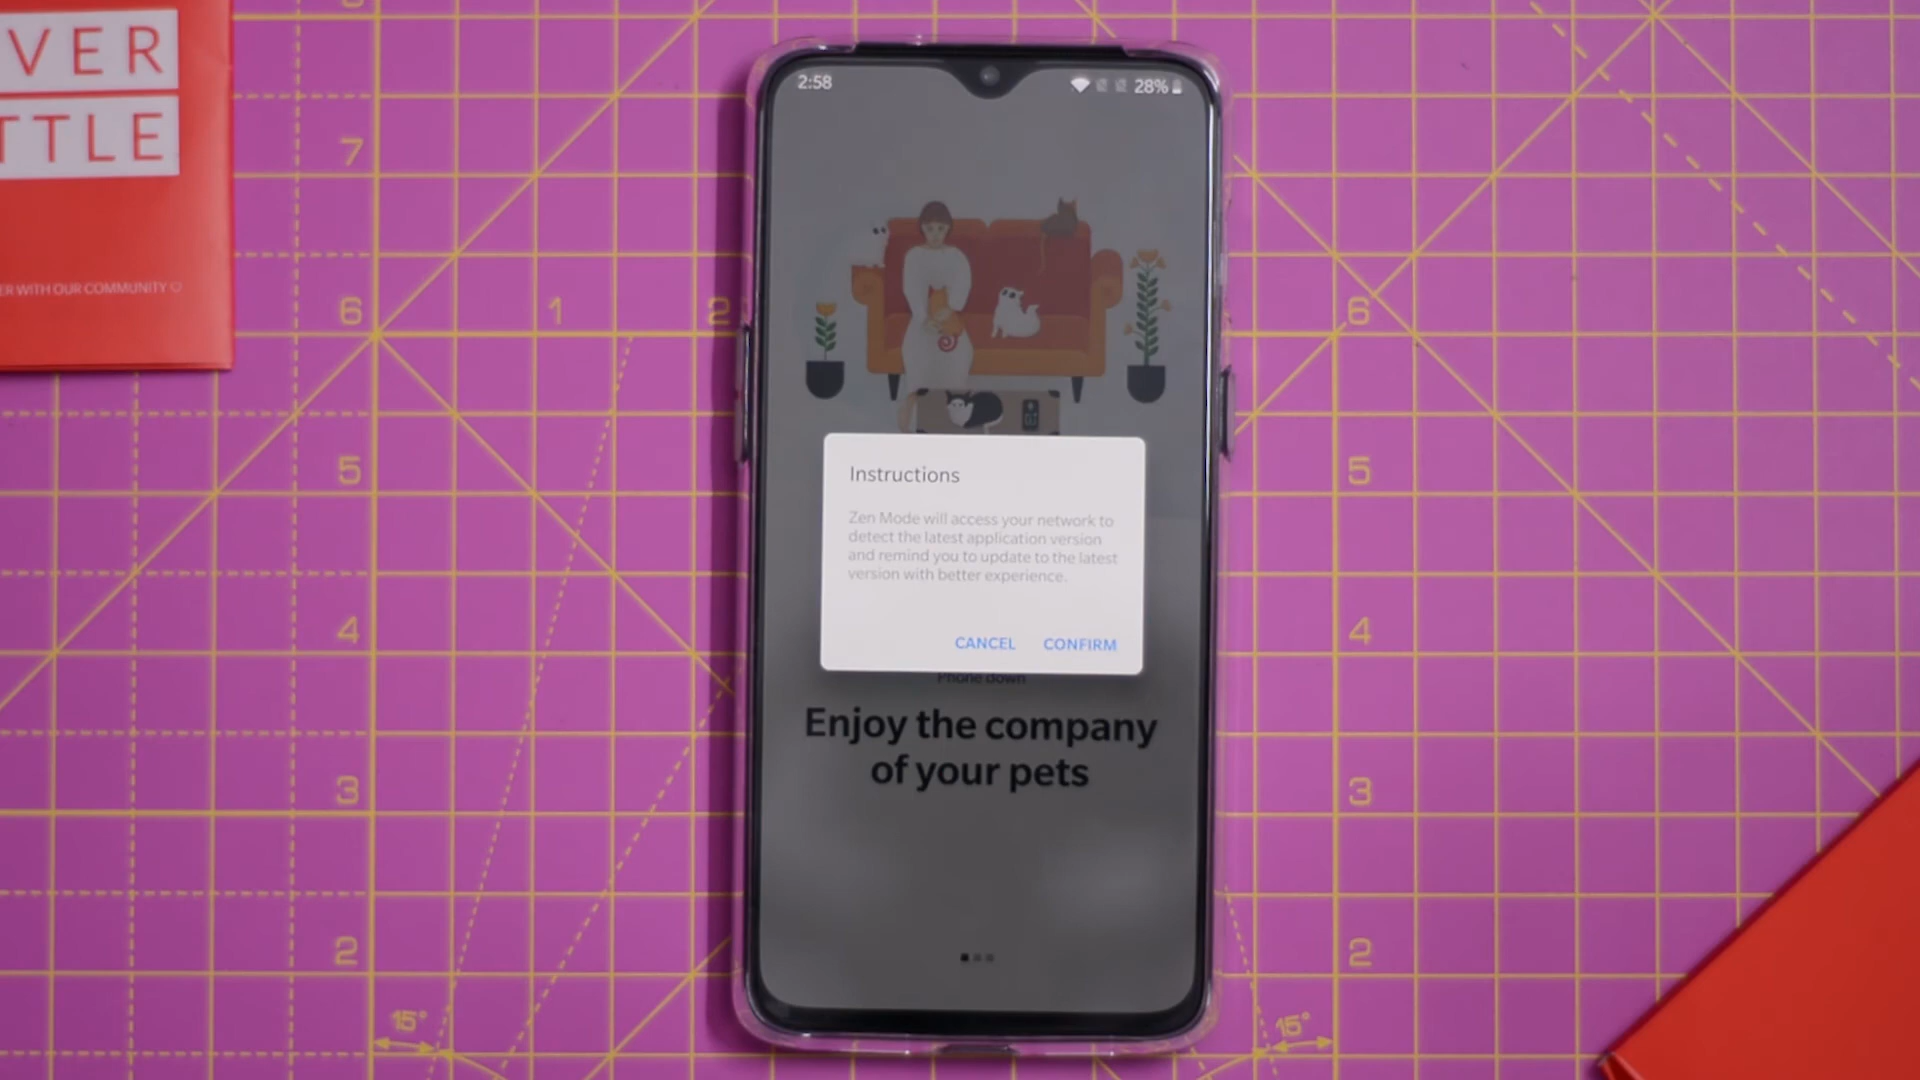 VER
TTLE
ER WITH OUR COMMUNITY
2:58
28%
Instructions
Zen Mode will access your network to
detect the latest application version
and remind you to update to the latest
version with better experience.
CANCEL CONFIRM
Phone down
Enjoy the company
of your pets
7
6
1
2
5
4
3
2
15°
6
5
4
3
2
15°